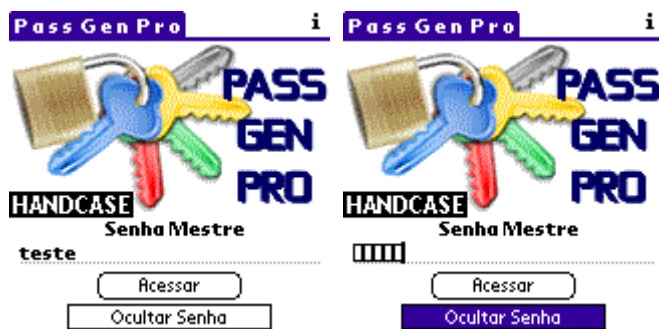 Pass Gen Pro i
PASS
GEN
PRO
HANDCASE
Senha Mestre
teste
Acessar
Ocultar Senha
Pass Gen Pro i
PASS
GEN
PRO
HANDCASE
Senha Mestre
Acessar
Ocultar Senha